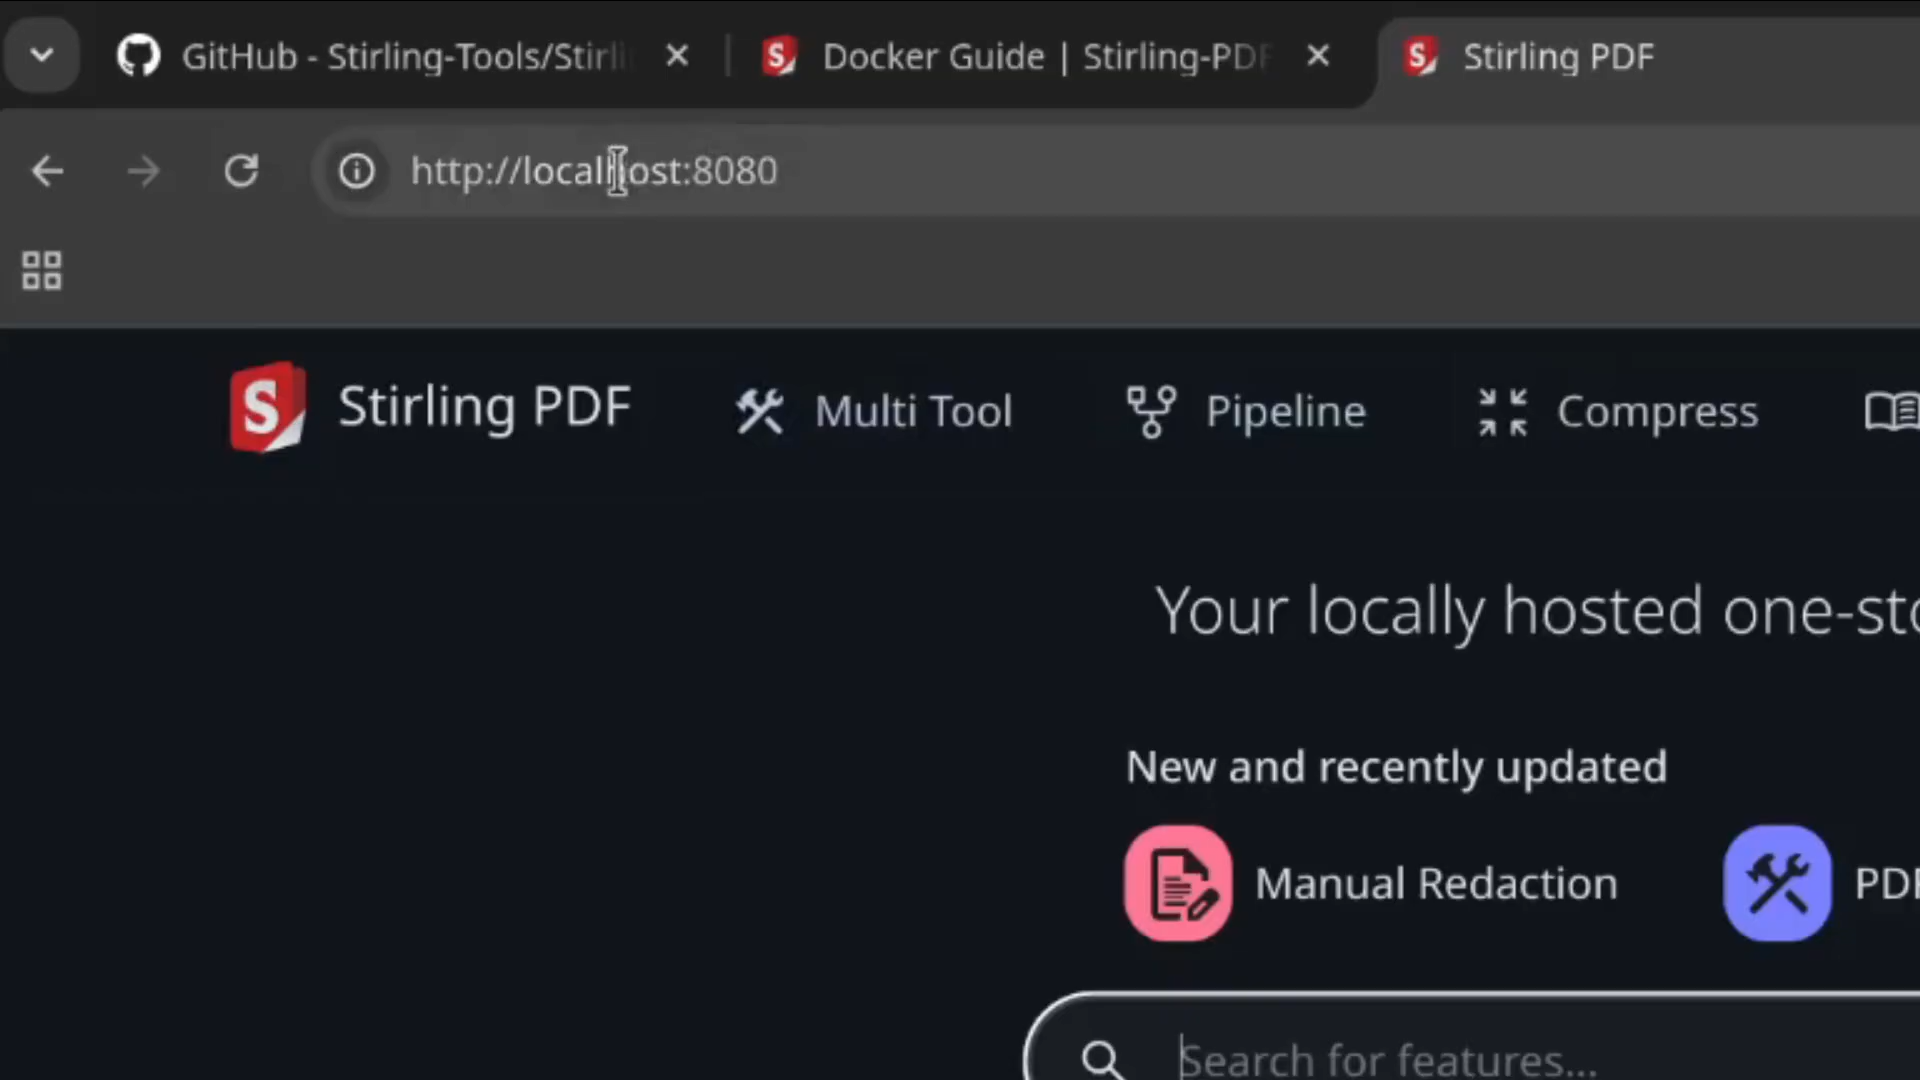 GitHub - Stirling-Tools/Stirli
Docker Guide | Stirling-PDF
Stirling PDF
http://localhost:8080
S Stirling PDF
Multi Tool
Pipeline
Compress
Your locally hosted one-sto
New and recently updated
Manual Redaction
PDF
Search for features...